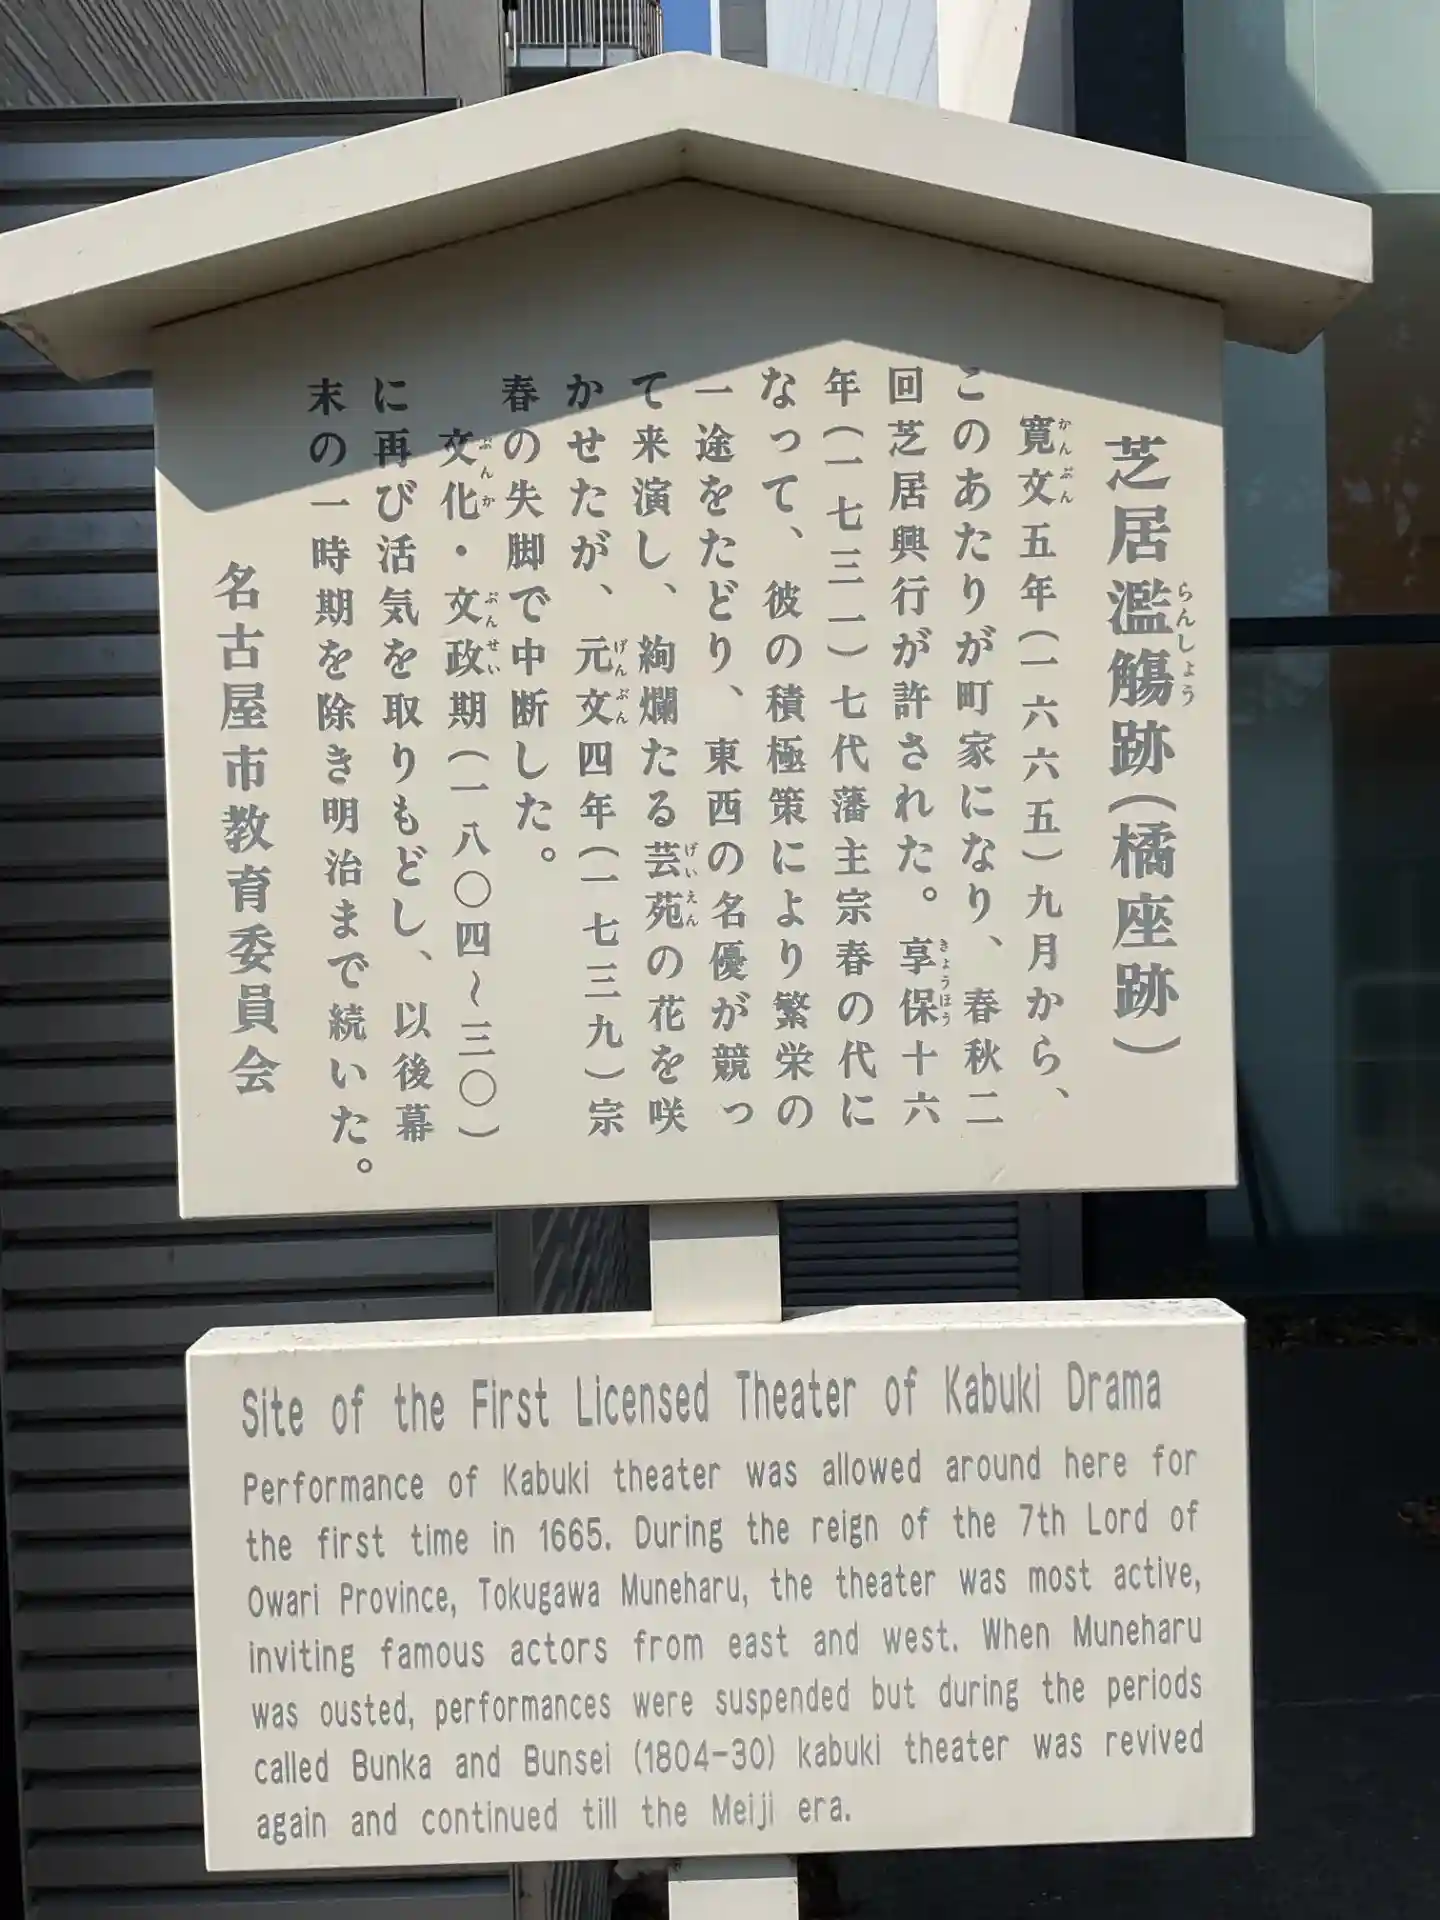 芝居濫觴跡(橘座跡)
寛文五年(一六六五)九月から、
このあたりが町家になり、春秋二
回芝居興行が許された。享保十六
年(一七三一)七代藩主宗春の代に
なって、彼の積極策により繁栄の
一途をたどり、東西の名優が競っ
て来演し、絢爛たる芸苑の花を咲
かせたが、元文四年(一七三九)宗
春の失脚で中断した。
文化・文政期(一八〇四〜三〇)
に再び活気を取りもどし、以後幕
末の一時期を除き明治まで続いた。
名古屋市教育委員会
Site of the First Licensed Theater of Kabuki Drama
Performance of Kabuki theater was allowed around here for
the first time in 1665. During the reign of the 7th Lord of
Owari Province, Tokugawa Muneharu, the theater was most active,
inviting famous actors from east and west. When Muneharu
was ousted, performances were suspended but during the periods
called Bunka and Bunsei (1804-30) kabuki theater was revived
again and continued till the Meiji era.